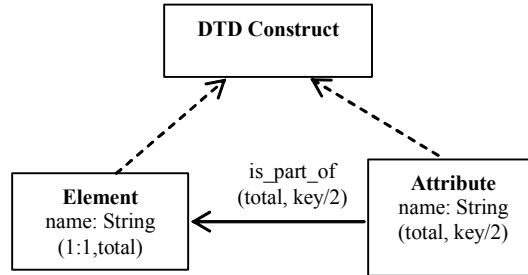 DTD Construct
is_part_of
(total, key/2)
Element
name: String
(1:1,total)
Attribute
name: String
(total, key/2)